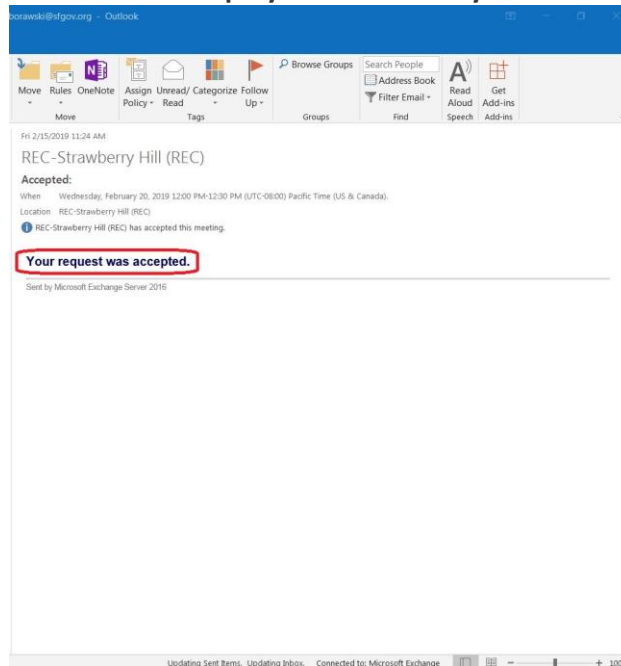 borawski@sfgov.org - Outlook
Browse Groups
Search People
Address Book
Filter Email
Move Rules OneNote Assign Policy Unread/ Read Categorize Follow Up Read Aloud Get Add-ins
Move Tags Groups Find Speech Add-ins
Fri 2/15/2019 11:24 AM
REC-Strawberry Hill (REC)
Accepted:
When Wednesday, February 20, 2019 12:00 PM-12:30 PM (UTC-08:00) Pacific Time (US & Canada).
Location REC-Strawberry Hill (REC)
REC-Strawberry Hill (REC) has accepted this meeting.
Your request was accepted.
Sent by Microsoft Exchange Server 2016
Updating Sent Items. Updating Inbox. Connected to: Microsoft Exchange 100